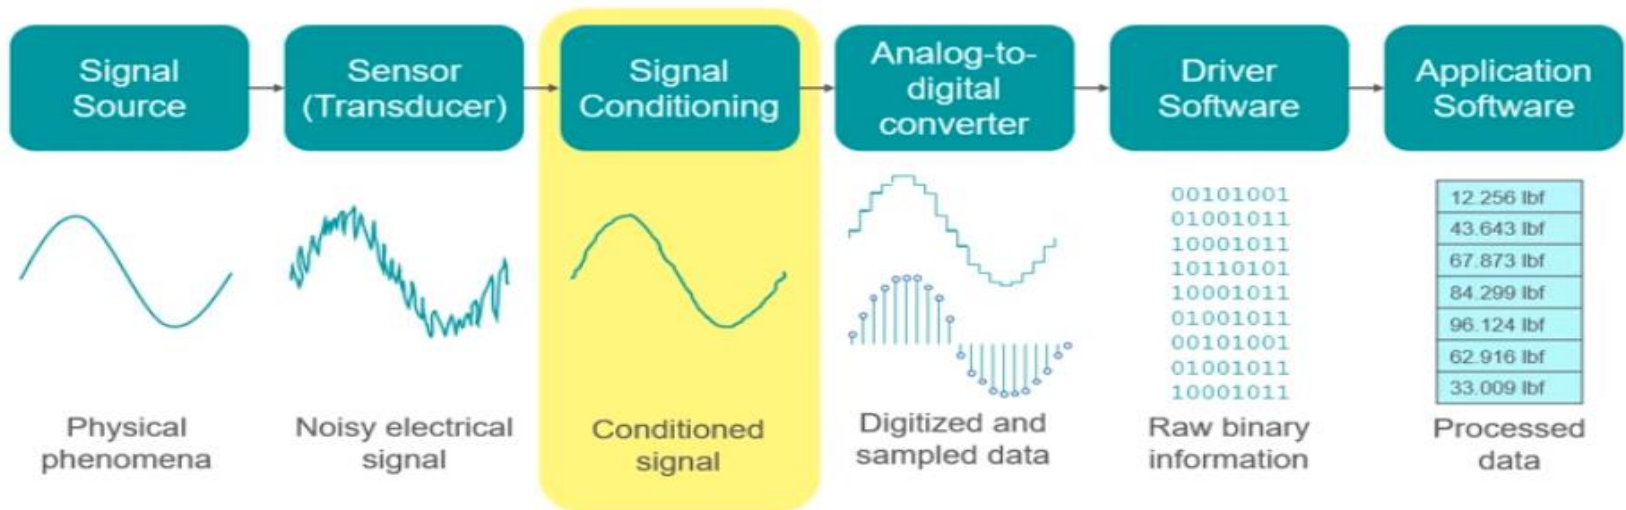 Signal
Source
Sensor
(Transducer)
Signal
Conditioning
Analog-to-
digital
converter
Driver
Software
Application
Software
00101001
01001011
10001011
10110101
10001011
01001011
00101001
01001011
10001011
12.256 lbf
43.643 lbf
67.873 lbf
84.299 lbf
96.124 lbf
62.916 lbf
33.009 lbf
Physical
phenomena
Noisy electrical
signal
Conditioned
signal
Digitized and
sampled data
Raw binary
information
Processed
data